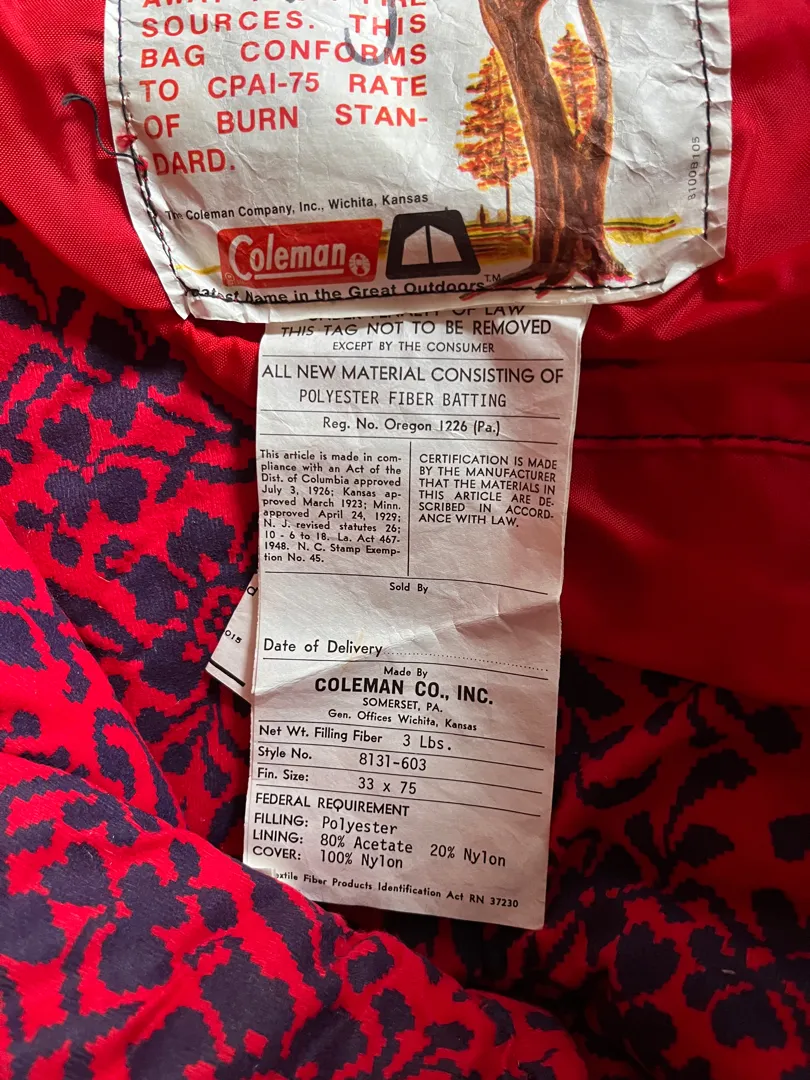 SOURCES. THIS
BAG CONFORMS
TO CPAI-75 RATE
OF BURN STAN-
DARD.
The Coleman Company, Inc., Wichita, Kansas
Coleman
Name in the Great Outdoors™
8100B105
UNDER PENALTY OF LAW
THIS TAG NOT TO BE REMOVED
EXCEPT BY THE CONSUMER
ALL NEW MATERIAL CONSISTING OF
POLYESTER FIBER BATTING
Reg. No. Oregon 1226 (Pa.)
This article is made in com-
pliance with an Act of the
Dist. of Columbia approved
July 3, 1926; Kansas ap-
proved March 1923; Minn.
approved April 24, 1929;
N. J. revised statutes 26;
10 - 6 to 18. La. Act 467-
1948. N. C. Stamp Exemp-
tion No. 45.
CERTIFICATION IS MADE
BY THE MANUFACTURER
THAT THE MATERIALS IN
THIS ARTICLE ARE DE-
SCRIBED IN ACCORD-
ANCE WITH LAW.
Sold By
Date of Delivery
Made By
COLEMAN CO., INC.
SOMERSET, PA.
Gen. Offices Wichita, Kansas
Net Wt. Filling Fiber 3 Lbs.
Style No. 8131-603
Fin. Size: 33 x 75
FEDERAL REQUIREMENT
FILLING: Polyester
LINING: 80% Acetate 20% Nylon
COVER: 100% Nylon
Fiber Products Identification Act RN 37230